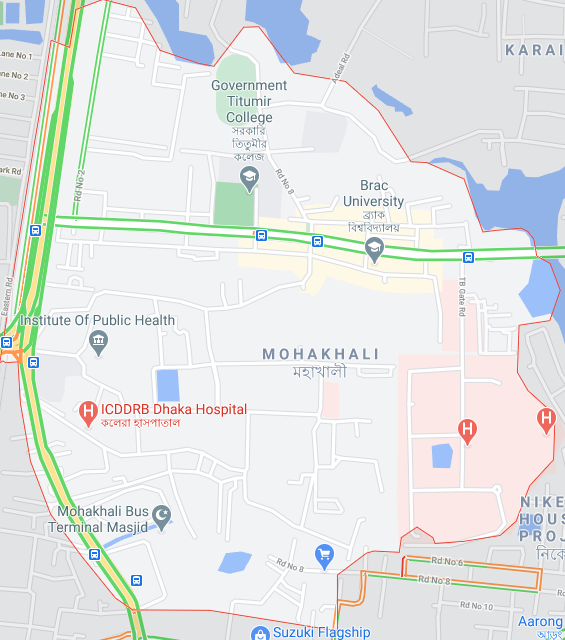 KARAI
Lane No 1
Lane No 2
Lane No 3
Adeal Rd
Government
Titumir
College
সরকারি
তিতুমীর
কলেজ
Rd No 2
Rd No 8
Brac
University
ব্র্যাক
বিশ্ববিদ্যালয়
Eastern Rd
TB Gate Rd
Institute Of Public Health
MOHAKHALI
মহাখালী
ICDDRB Dhaka Hospital
কলেরা হাসপাতাল
H
H
H
Mohakhali Bus
Terminal Masjid
NIKE
HOUS
PROJ
নিকে
Rd No 8
Rd No 6
Rd No 8
Rd No 10
Aarong
আড়ং
Suzuki Flagship